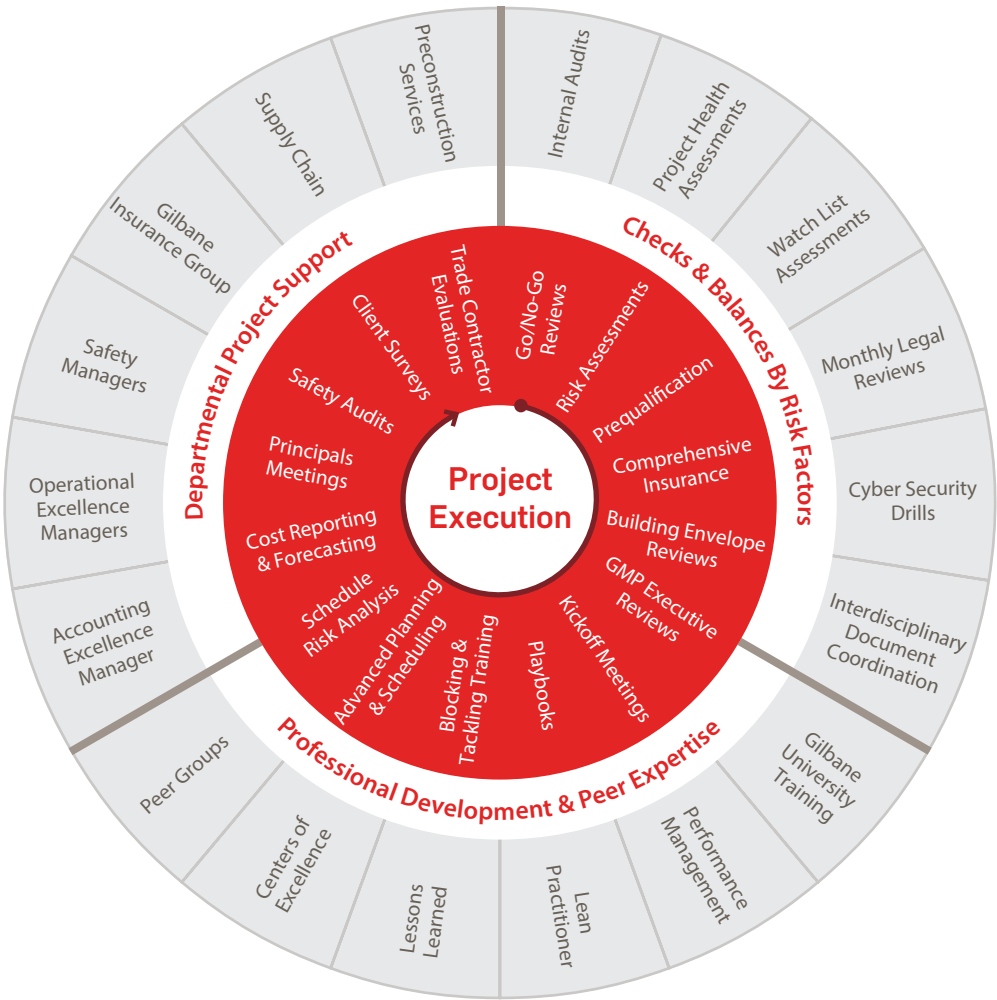 Project
Execution
Go/No-Go
Reviews
Risk Assessments
Prequalification
Comprehensive
Insurance
Building Envelope
Reviews
GMP Executive
Reviews
Kickoff Meetings
Playbooks
Blocking &
Tackling Training
Advanced Planning
& Scheduling
Schedule
Risk Analysis
Cost Reporting
& Forecasting
Principals
Meetings
Safety Audits
Client Surveys
Trade Contractor
Evaluations
Checks & Balances By Risk Factors
Internal Audits
Project Health
Assessments
Watch List
Assessments
Monthly Legal
Reviews
Cyber Security
Drills
Interdisciplinary
Document
Coordination
Professional Development & Peer Expertise
Gilbane
University
Training
Performance
Management
Lean
Practitioner
Lessons
Learned
Centers of
Excellence
Peer Groups
Departmental Project Support
Accounting
Excellence
Manager
Operational
Excellence
Managers
Safety
Managers
Gilbane
Insurance Group
Supply Chain
Preconstruction
Services